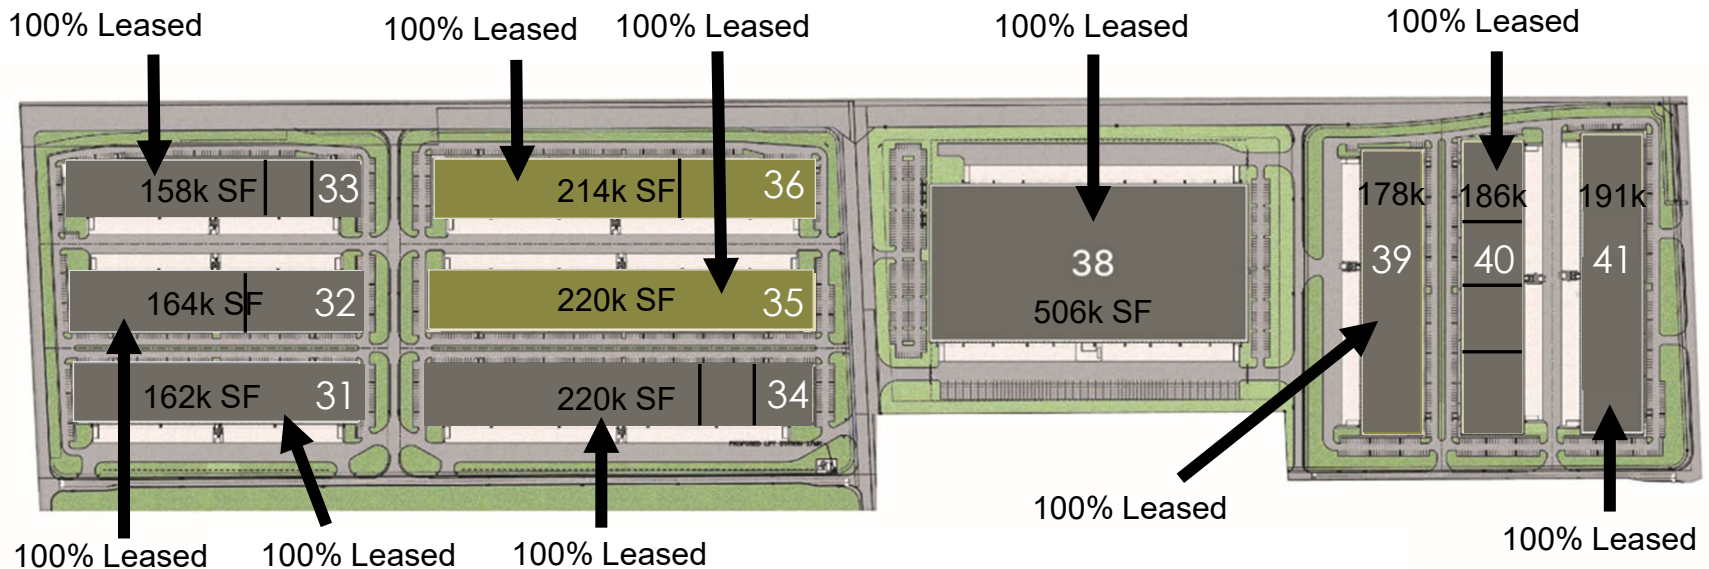 100% Leased
100% Leased
100% Leased
100% Leased
100% Leased
158k SF
33
214k SF
36
178k
186k
191k
164k SF
32
220k SF
35
38
506k SF
39
40
41
162k SF
31
220k SF
34
100% Leased
100% Leased
100% Leased
100% Leased
100% Leased